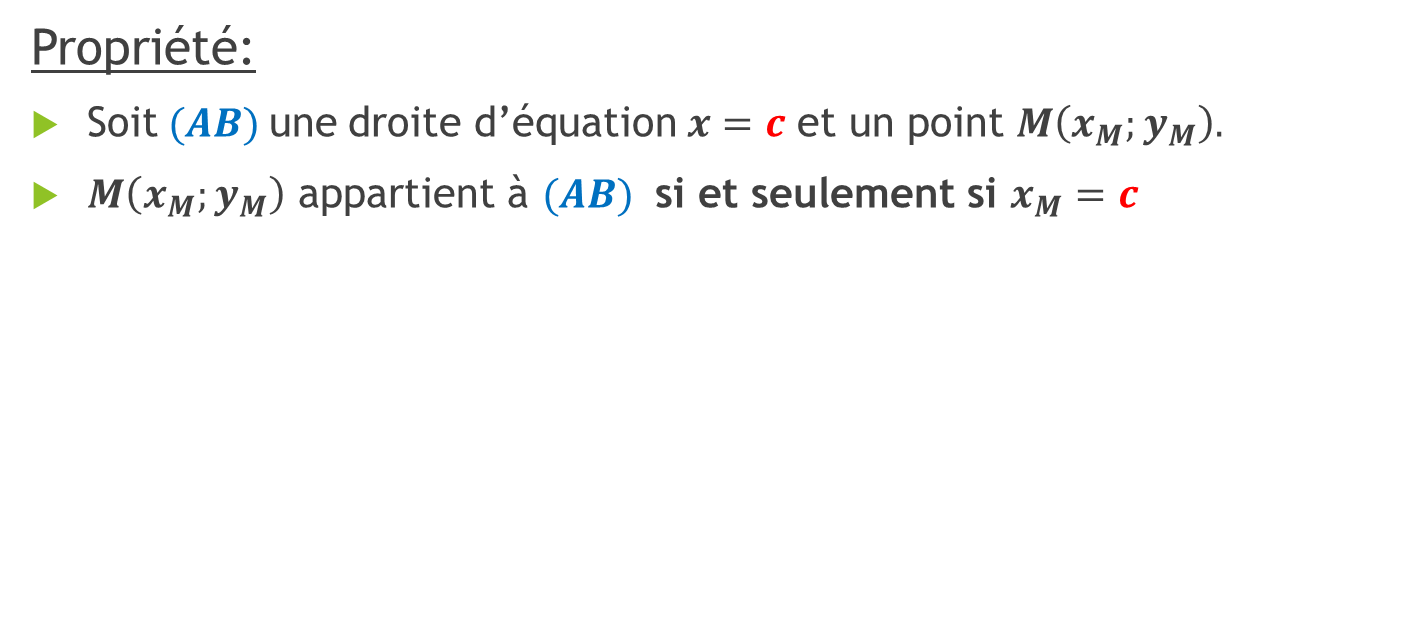 Propriété:
Soit (AB) une droite d’équation x = c et un point M(x_M; y_M).
M(x_M; y_M) appartient à (AB) si et seulement si x_M = c